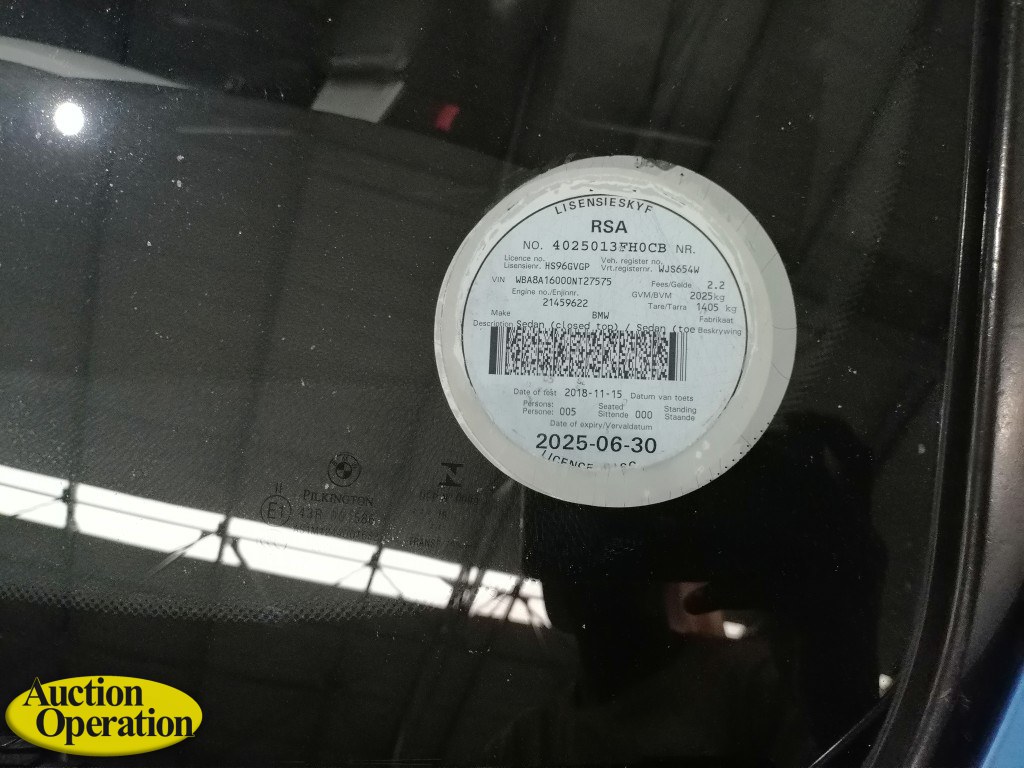 LISENSIESKYF
RSA
NO. 4025013FH0CB NR.
Licence no. Veh. register no.
Lisensienr. HS96GVGP Vrt.registernr. WJS654W
VIN WBA8A16000NT27575 Fees/Gelde 2.2
Engine no./Enjinnr. GVM/BVM 2025kg
21459622 Tare/Tarra 1405 kg
Make BMW Fabrikaat
Description Sedan (closed top) / Sedan (toe Beskrywing
Date of test 2018-11-15 Datum van toets
Persons: Seated Standing
Persone: 005 Sittende 000 Staande
Date of expiry/Vervaldatum
2025-06-30
LICENCE DISC
PILKINGTON
E1
Auction
Operation